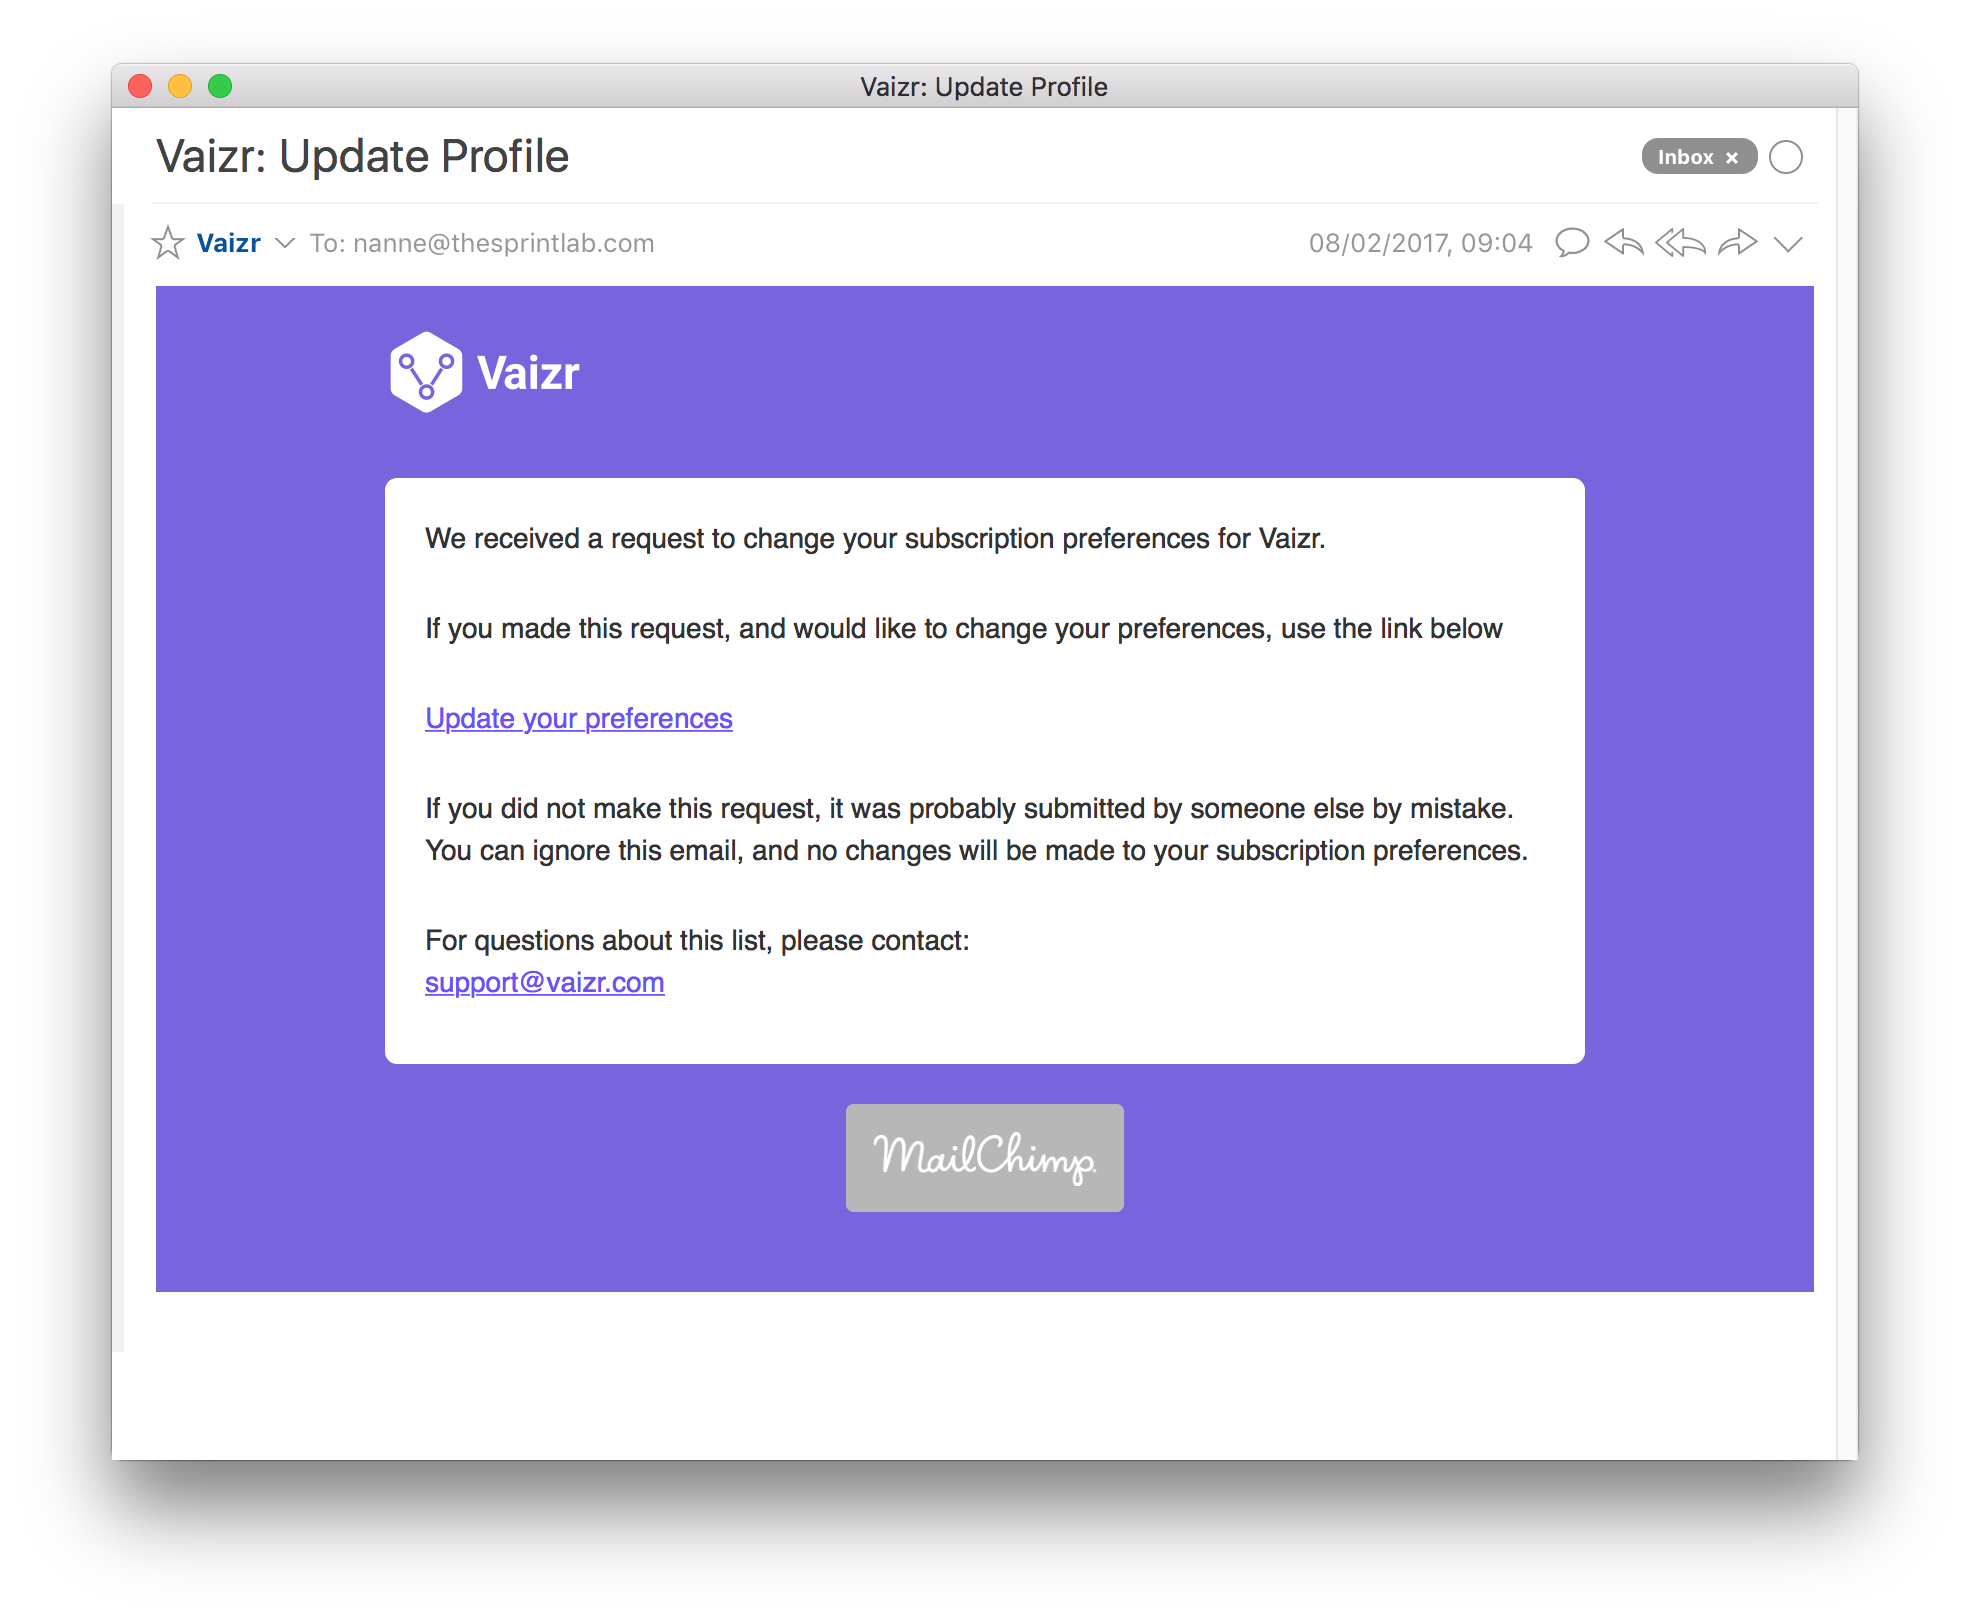 Vaizr: Update Profile
Vaizr: Update Profile
Inbox ×
Vaizr To: nanne@thesprintlab.com
08/02/2017, 09:04
Vaizr
We received a request to change your subscription preferences for Vaizr.
If you made this request, and would like to change your preferences, use the link below
Update your preferences
If you did not make this request, it was probably submitted by someone else by mistake.
You can ignore this email, and no changes will be made to your subscription preferences.
For questions about this list, please contact:
support@vaizr.com
MailChimp.